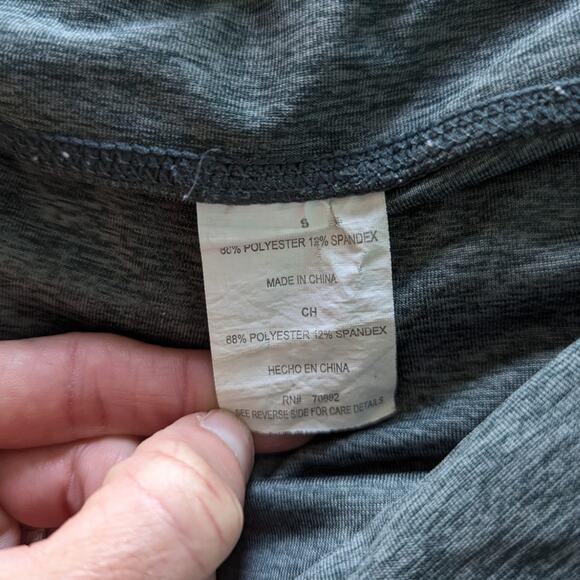 S
88% POLYESTER 12% SPANDEX
MADE IN CHINA
CH
88% POLYESTER 12% SPANDEX
HECHO EN CHINA
RN# 70992
SEE REVERSE SIDE FOR CARE DETAILS